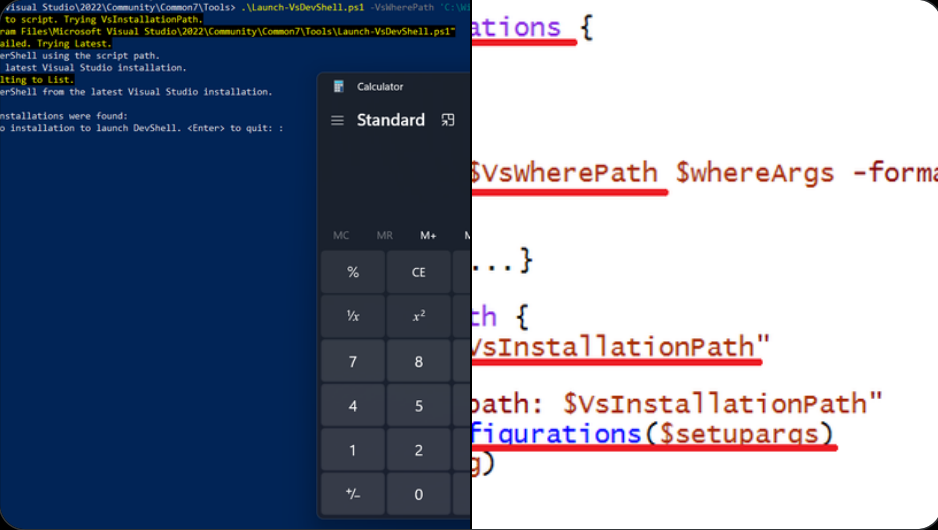 Visual Studio\2022\Community\Common7\Tools> .\Launch-VsDevShell.ps1 -VsWherePath 'C:\Wi
to script. Trying VsInstallationPath.
ram Files\Microsoft Visual Studio\2022\Community\Common7\Tools\Launch-VsDevShell.ps1"
ailed. Trying Latest.
erShell using the script path.
latest Visual Studio installation.
lting to List.
erShell from the latest Visual Studio installation.
nstallations were found:
o installation to launch DevShell. <Enter> to quit: :
Calculator
Standard
MC MR M+ M
% CE
¹/x x²
7 8
4 5
1 2
+/− 0
ations {
$VsWherePath $whereArgs -forma
...}
th {
VsInstallationPath"
path: $VsInstallationPath"
figurations($setupargs)
g)